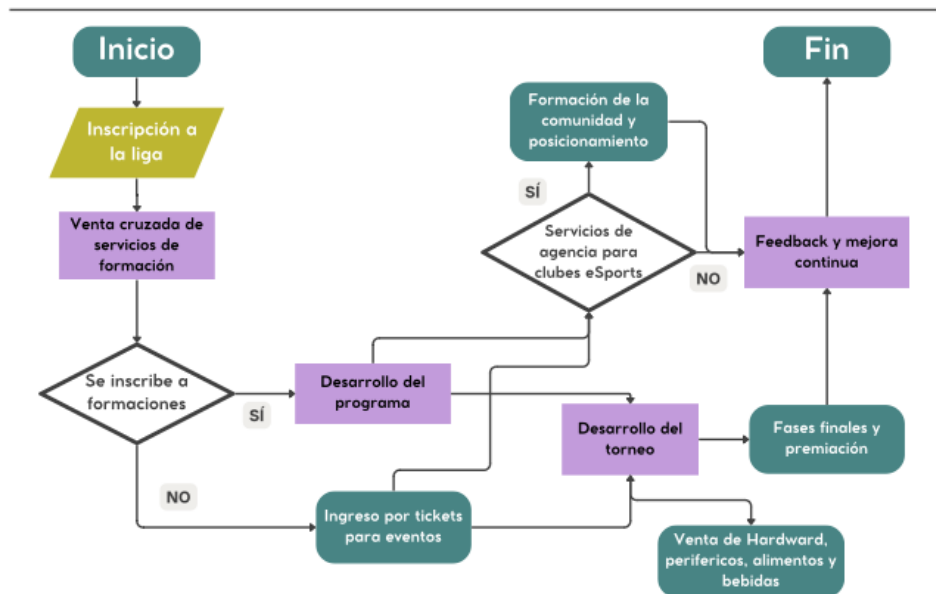 Inicio
Inscripción a
la liga
Venta cruzada de
servicios de
formación
Se inscribe a
formaciones
SÍ
NO
Desarrollo del
programa
Ingreso por tickets
para eventos
Formación de la
comunidad y
posicionamiento
SÍ
Servicios de
agencia para
clubes eSports
NO
Desarrollo del
torneo
Venta de Hardward,
perifericos, alimentos y
bebidas
Fases finales y
premiación
Feedback y mejora
continua
Fin